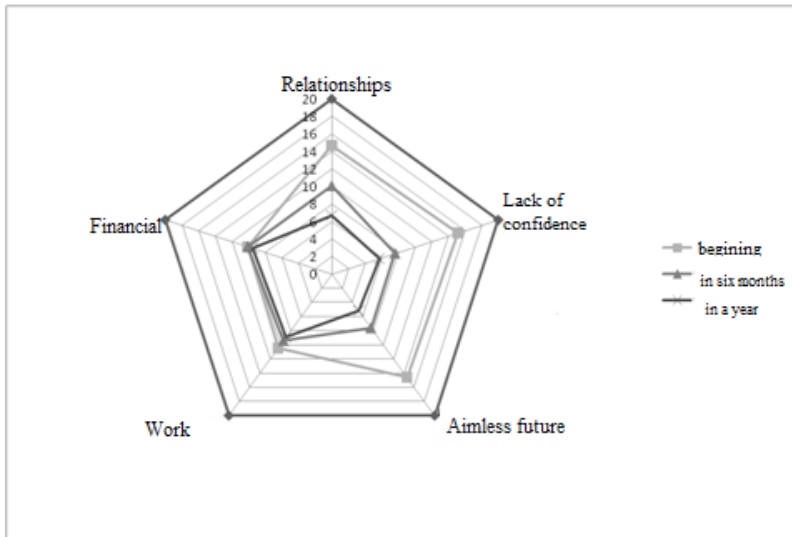 Relationships
20
18
16
14
12
10
8
6
4
2
0
Lack of
confidence
Financial
begining
in six months
in a year
Work
Aimless future